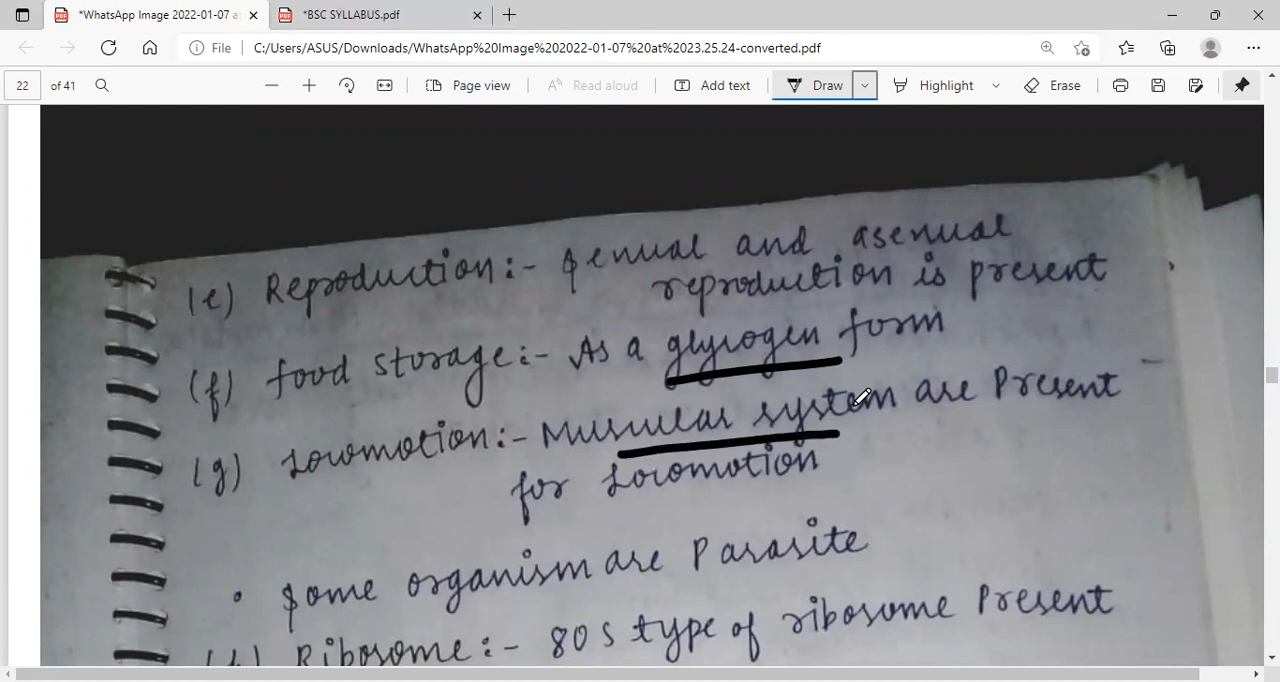 *WhatsApp Image 2022-01-07 a
*BSC SYLLABUS.pdf
File C:/Users/ASUS/Downloads/WhatsApp%20Image%202022-01-07%20at%2023.25.24-converted.pdf
22 of 41 Page view Read aloud Add text Draw Highlight Erase
(e) Reproduction:- Sexual and asexual
reproduction is present
(f) food storage:- As a glycogen form
(g) Locomotion:- Muscular system are Present
for Locomotion
• Some organism are Parasite
(h) Ribosome:- 80 S type of ribosome Present